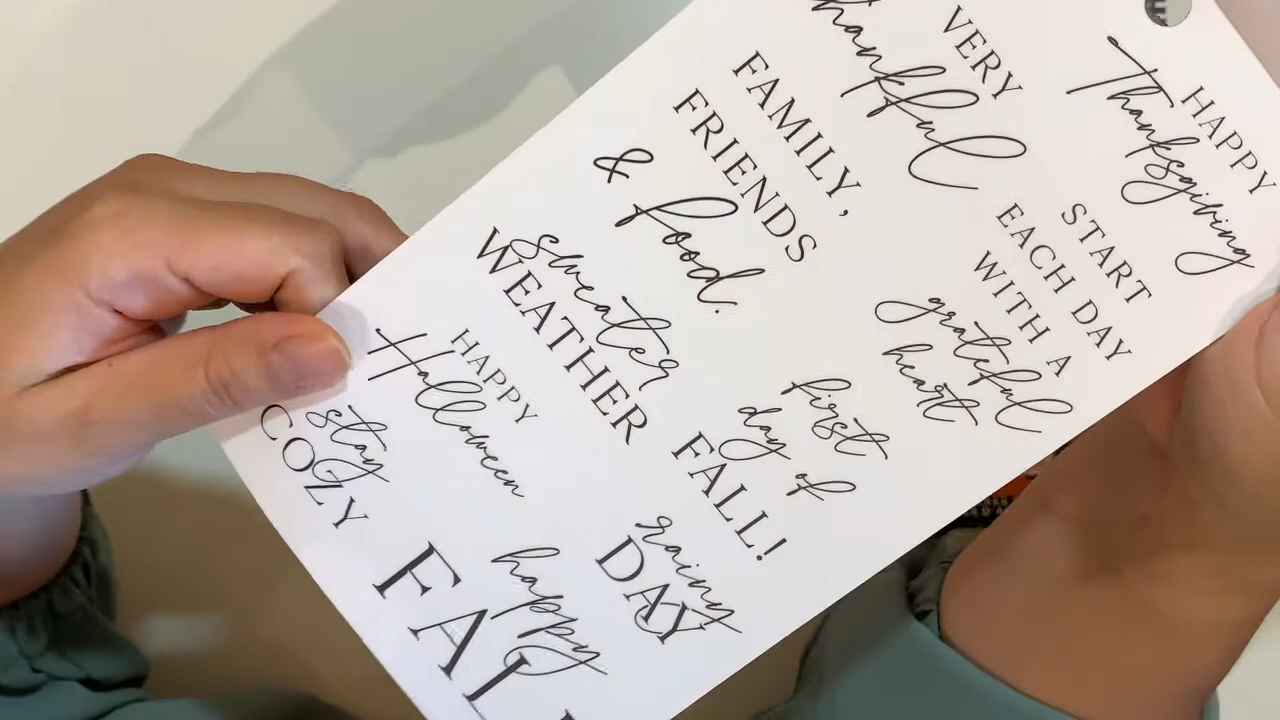 VERY
thankful
HAPPY
Thanksgiving
FAMILY,
FRIENDS
& food.
START
EACH DAY
WITH A
grateful
heart
sweater
WEATHER
HAPPY
Halloween
first
day of
FALL!
stay
COZY
rainy
DAY
happy